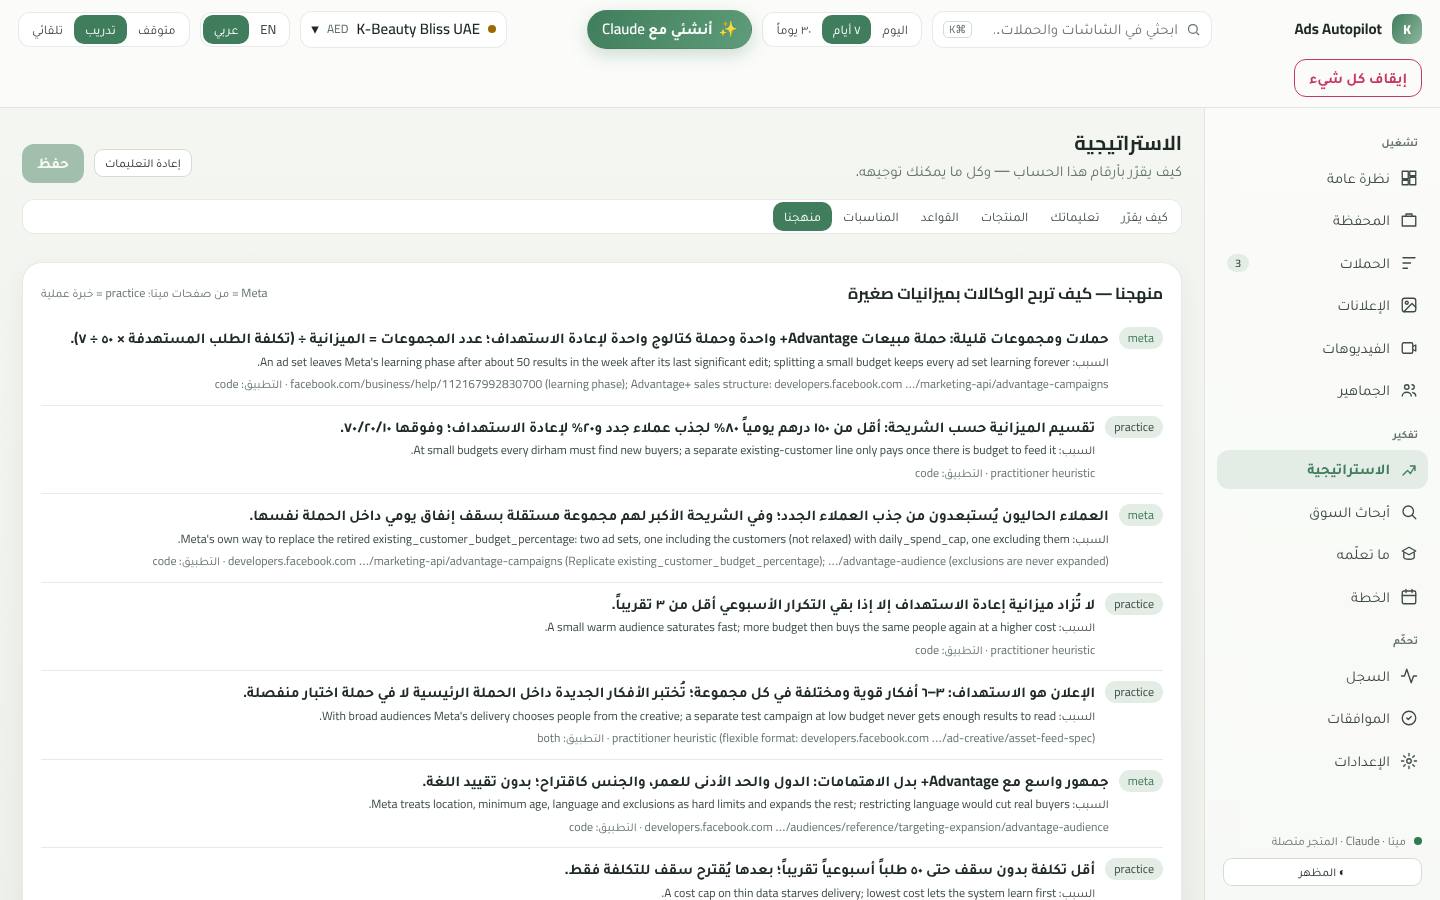 K
Ads Autopilot
ابحثي في الشاشات والحملات..
K⌘
اليوم
٧ أيام
٣٠ يوماً
✨ أنشئي مع Claude
K-Beauty Bliss UAE AED ▾
EN
عربي
متوقف
تدريب
تلقائي
إيقاف كل شيء
تشغيل
نظرة عامة
المحفظة
الحملات
3
الإعلانات
الفيديوهات
الجماهير
تفكير
الاستراتيجية
أبحاث السوق
ما تعلّمه
الخطة
تحكّم
السجل
الموافقات
الإعدادات
ميتا · Claude · المتجر متصلة
المظهر
الاستراتيجية
كيف يقرّر بأرقام هذا الحساب — وكل ما يمكنك توجيهه.
إعادة التعليمات
حفظ
كيف يقرّر
تعليماتك
المنتجات
القواعد
المناسبات
منهجنا
منهجنا — كيف تربح الوكالات بميزانيات صغيرة
Meta = من صفحات ميتا؛ practice = خبرة عملية
meta
حملات ومجموعات قليلة: حملة مبيعات Advantage+ واحدة وحملة كتالوج واحدة لإعادة الاستهداف؛ عدد المجموعات = الميزانية ÷ (تكلفة الطلب المستهدفة × ٥٠ ÷ ٧).
السبب: An ad set leaves Meta's learning phase after about 50 results in the week after its last significant edit; splitting a small budget keeps every ad set learning forever.
facebook.com/business/help/112167992830700 (learning phase); Advantage+ sales structure: developers.facebook.com …/marketing-api/advantage-campaigns · التطبيق: code
practice
تقسيم الميزانية حسب الشريحة: أقل من ١٥٠ درهم يومياً ٨٠% لجذب عملاء جدد و٢٠% لإعادة الاستهداف؛ وفوقها ٧٠/٢٠/١٠.
السبب: At small budgets every dirham must find new buyers; a separate existing-customer line only pays once there is budget to feed it.
practitioner heuristic · التطبيق: code
meta
العملاء الحاليون يُستبعدون من جذب العملاء الجدد؛ وفي الشريحة الأكبر لهم مجموعة مستقلة بسقف إنفاق يومي داخل الحملة نفسها.
السبب: Meta's own way to replace the retired existing_customer_budget_percentage: two ad sets, one including the customers (not relaxed) with daily_spend_cap, one excluding them.
developers.facebook.com …/marketing-api/advantage-campaigns (Replicate existing_customer_budget_percentage); …/advantage-audience (exclusions are never expanded) · التطبيق: code
practice
لا تُزاد ميزانية إعادة الاستهداف إلا إذا بقي التكرار الأسبوعي أقل من ٣ تقريباً.
السبب: A small warm audience saturates fast; more budget then buys the same people again at a higher cost.
practitioner heuristic · التطبيق: code
practice
الإعلان هو الاستهداف: ٣–٦ أفكار قوية ومختلفة في كل مجموعة؛ تُختبر الأفكار الجديدة داخل الحملة الرئيسية لا في حملة اختبار منفصلة.
السبب: With broad audiences Meta's delivery chooses people from the creative; a separate test campaign at low budget never gets enough results to read.
practitioner heuristic (flexible format: developers.facebook.com …/ad-creative/asset-feed-spec) · التطبيق: both
meta
جمهور واسع مع Advantage+ بدل الاهتمامات: الدول والحد الأدنى للعمر، والجنس كاقتراح؛ بدون تقييد اللغة.
السبب: Meta treats location, minimum age, language and exclusions as hard limits and expands the rest; restricting language would cut real buyers.
developers.facebook.com …/audiences/reference/targeting-expansion/advantage-audience · التطبيق: code
practice
أقل تكلفة بدون سقف حتى ٥٠ طلباً أسبوعياً تقريباً؛ بعدها يُقترح سقف للتكلفة فقط.
السبب: A cost cap on thin data starves delivery; lowest cost lets the system learn first.